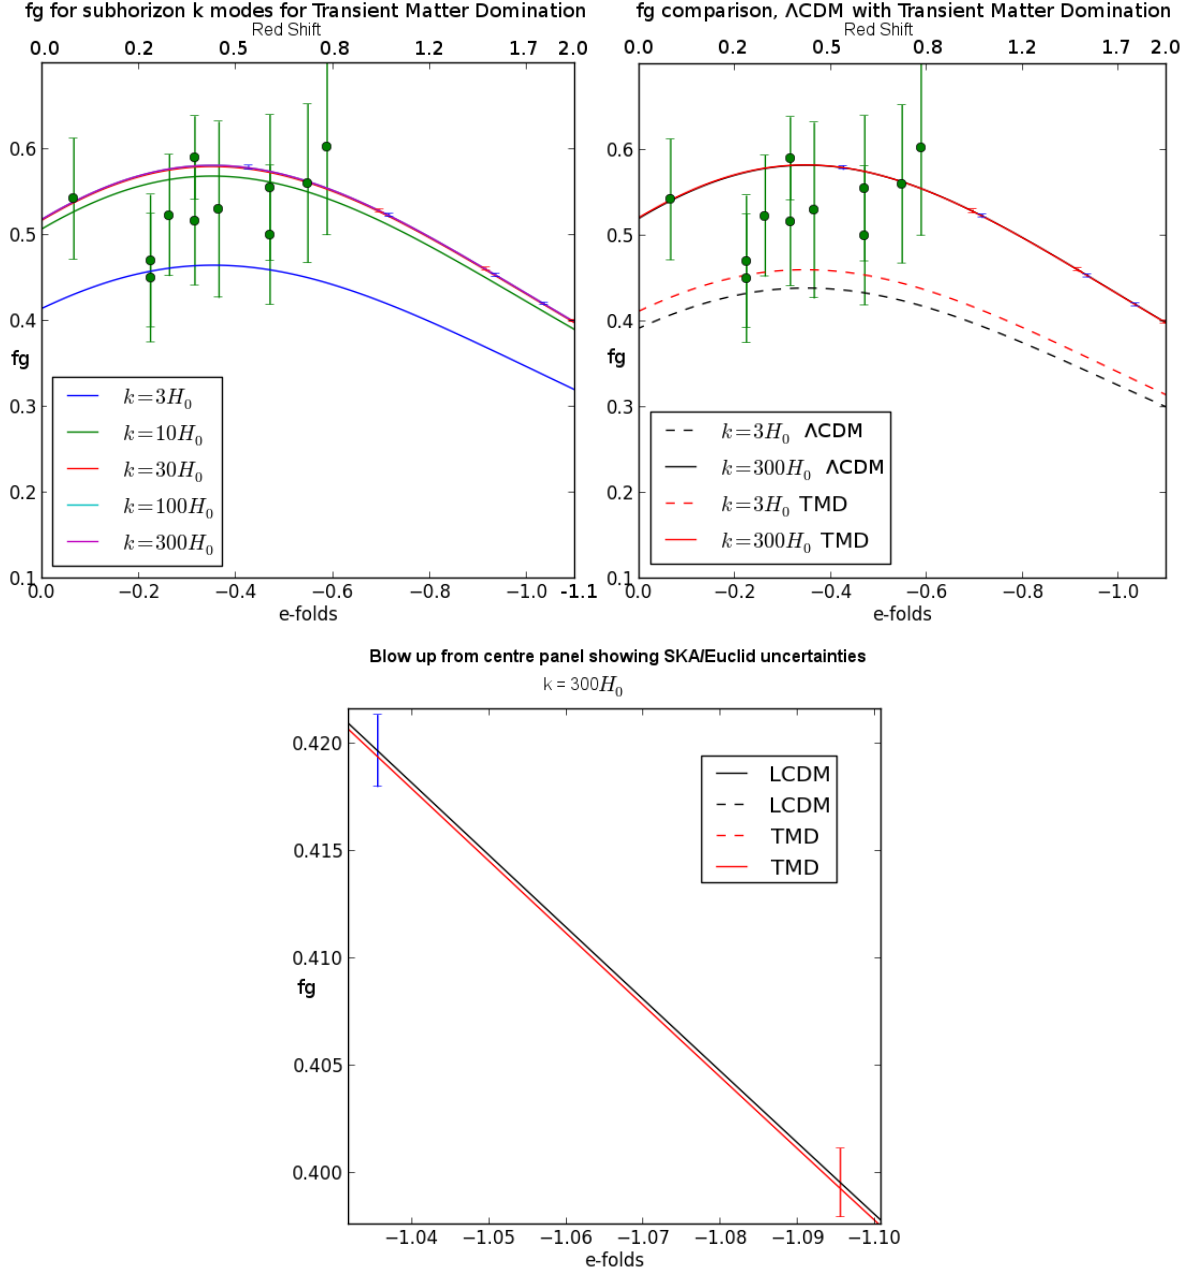 fg for subhorizon k modes for Transient Matter Domination
Red Shift
0.0 0.2 0.5 0.8 1.2 1.7 2.0
0.6
0.5
0.4
fg
0.3
0.2
0.1
k=3H₀
k=10H₀
k=30H₀
k=100H₀
k=300H₀
0.0 −0.2 −0.4 −0.6 −0.8 −1.0 -1.1
e-folds
fg comparison, ΛCDM with Transient Matter Domination
Red Shift
0.0 0.2 0.5 0.8 1.2 1.7 2.0
0.6
0.5
0.4
fg
0.3
0.2
0.1
k=3H₀ ΛCDM
k=300H₀ ΛCDM
k=3H₀ TMD
k=300H₀ TMD
0.0 −0.2 −0.4 −0.6 −0.8 −1.0
e-folds
Blow up from centre panel showing SKA/Euclid uncertainties
k = 300H₀
0.420
0.415
0.410
fg
0.405
0.400
LCDM
LCDM
TMD
TMD
−1.04 −1.05 −1.06 −1.07 −1.08 −1.09 −1.10
e-folds